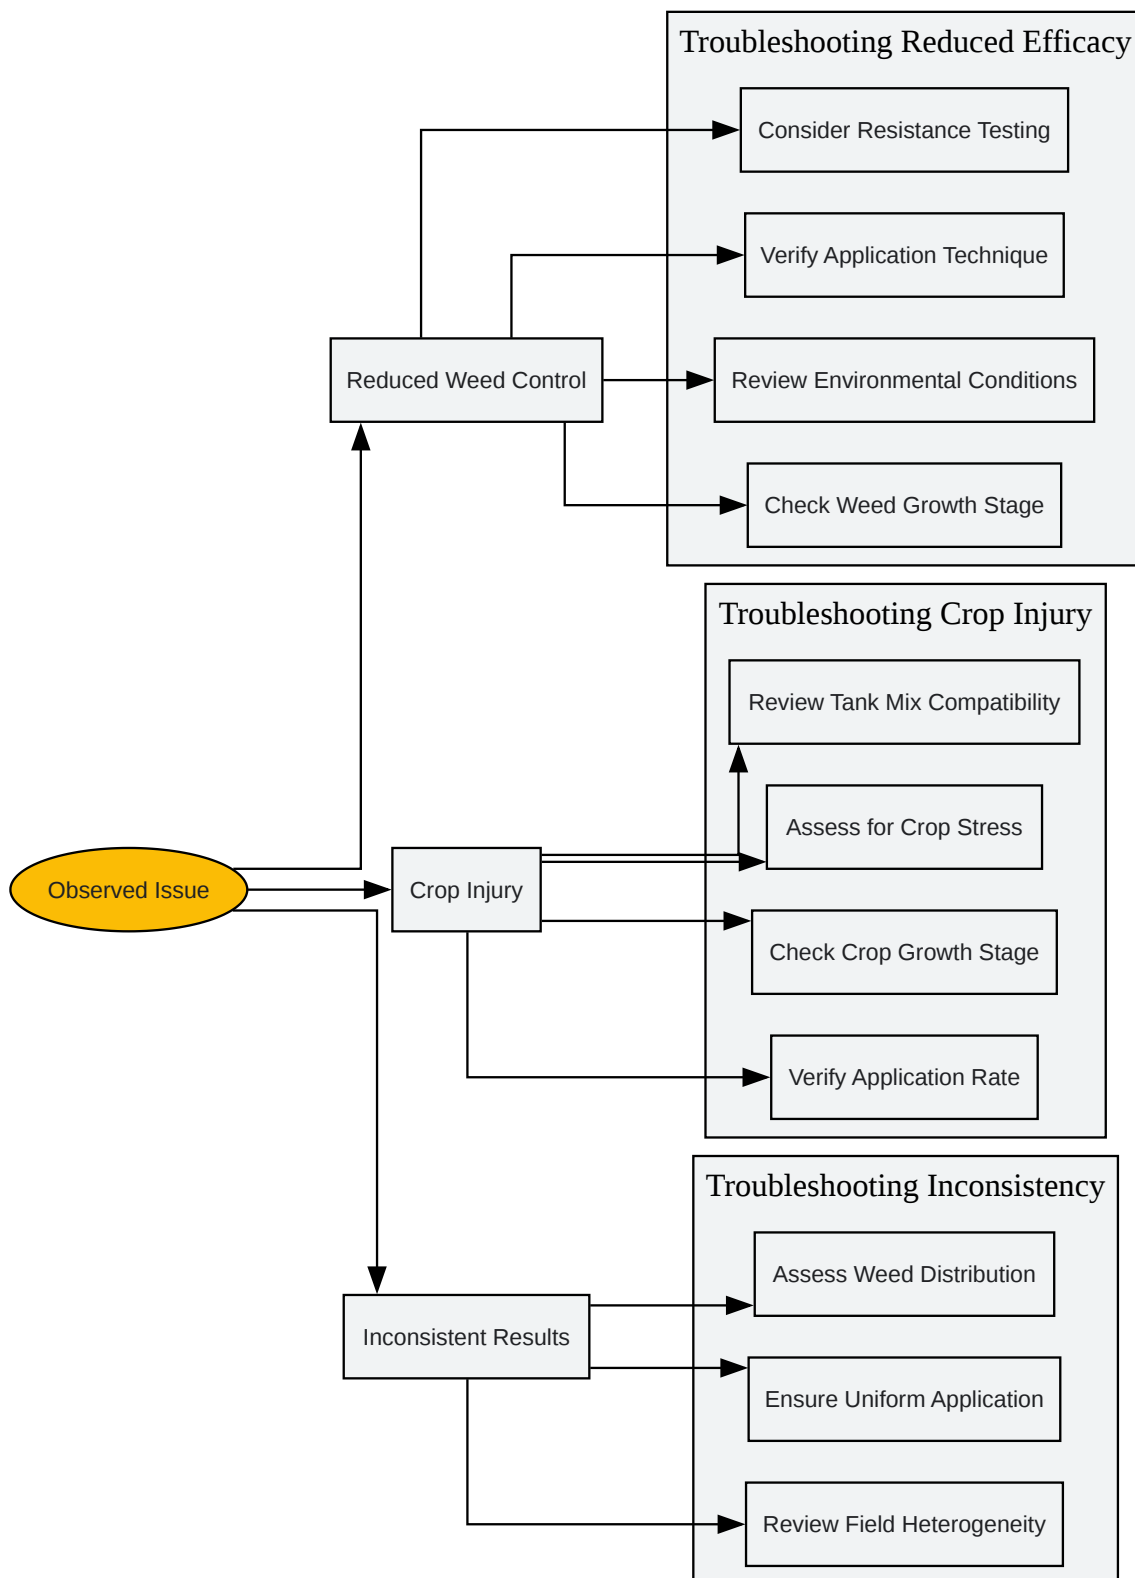 Troubleshooting Reduced Efficacy
Consider Resistance Testing
Verify Application Technique
Reduced Weed Control
Review Environmental Conditions
Check Weed Growth Stage
Troubleshooting Crop Injury
Review Tank Mix Compatibility
Assess for Crop Stress
Observed Issue
Crop Injury
Check Crop Growth Stage
Verify Application Rate
Troubleshooting Inconsistency
Assess Weed Distribution
Inconsistent Results
Ensure Uniform Application
Review Field Heterogeneity